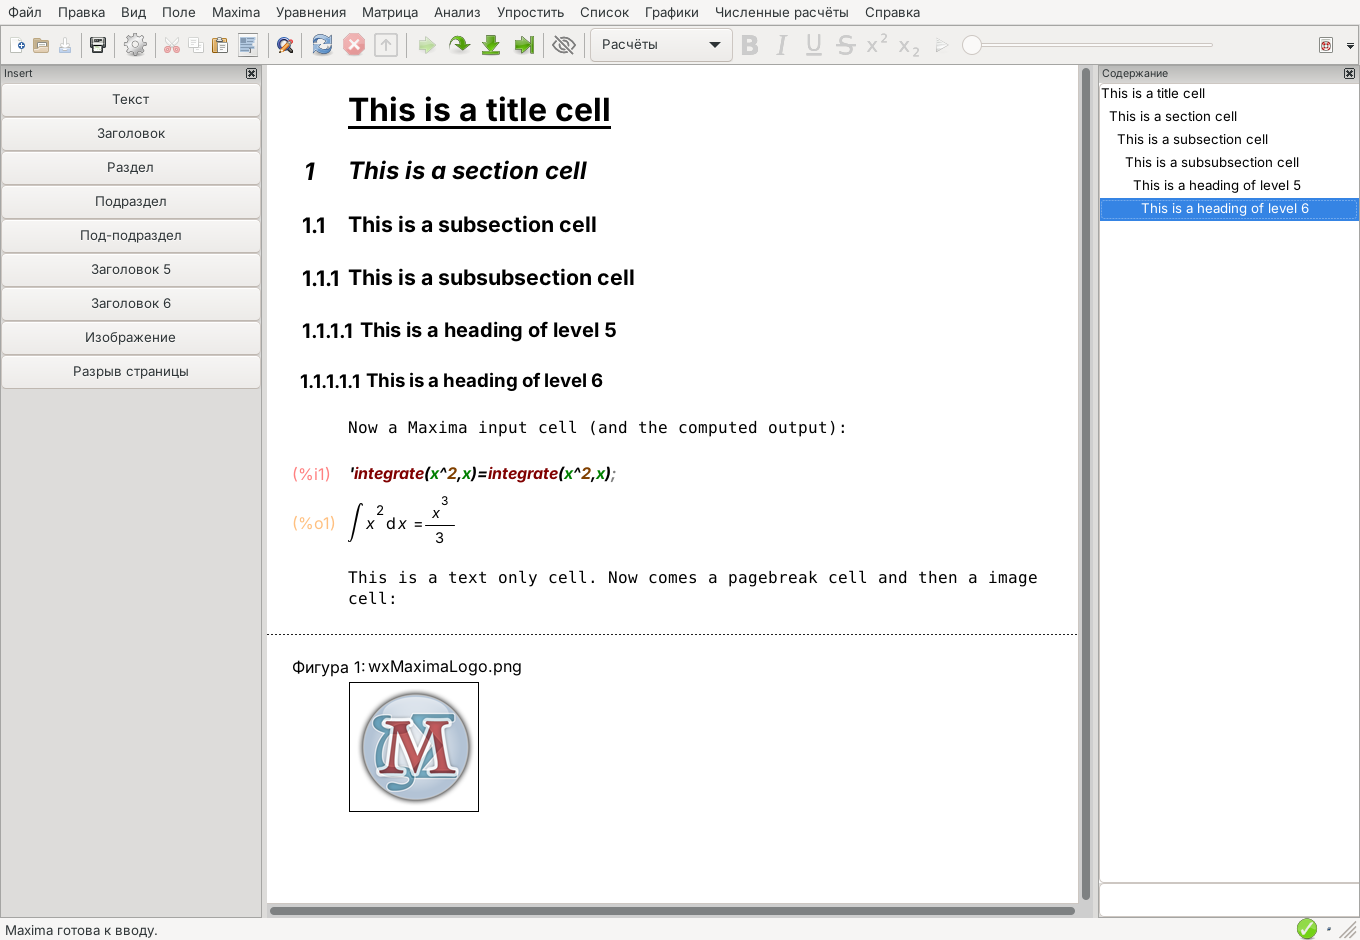 Файл Правка Вид Поле Maxima Уравнения Матрица Анализ Упростить Список Графики Численные расчёты Справка
Расчёты
B I U S x2 x2
Insert
Текст
Заголовок
Раздел
Подраздел
Под-подраздел
Заголовок 5
Заголовок 6
Изображение
Разрыв страницы
This is a title cell
1 This is a section cell
1.1 This is a subsection cell
1.1.1 This is a subsubsection cell
1.1.1.1 This is a heading of level 5
1.1.1.1.1 This is a heading of level 6
Now a Maxima input cell (and the computed output):
(%i1) 'integrate(x^2,x)=integrate(x^2,x);
(%o1) ∫x^2 dx = x^3/3
This is a text only cell. Now comes a pagebreak cell and then a image
cell:
Фигура 1: wxMaximaLogo.png
M
Содержание
This is a title cell
This is a section cell
This is a subsection cell
This is a subsubsection cell
This is a heading of level 5
This is a heading of level 6
Maxima готова к вводу.